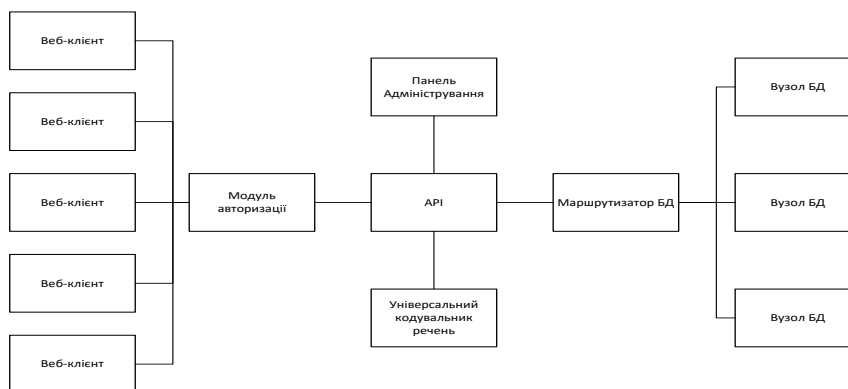 Веб-клієнт
Веб-клієнт
Веб-клієнт
Веб-клієнт
Веб-клієнт
Модуль
авторизації
Панель
Адміністрування
API
Універсальний
кодувальник
речень
Маршрутизатор БД
Вузол БД
Вузол БД
Вузол БД